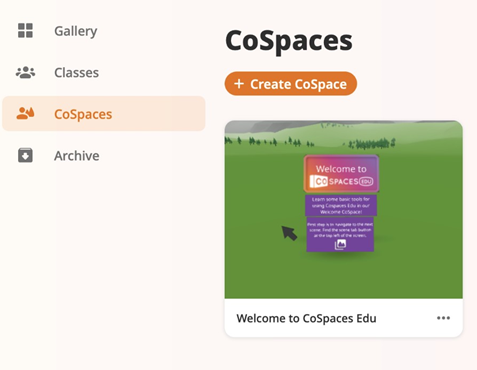 Gallery
Classes
CoSpaces
Archive
CoSpaces
+ Create CoSpace
Welcome to
CO SPACES EDU
Learn some basic tools for
using Cospaces Edu in our
Welcome CoSpace!
First step is to navigate to the next
scene. Find the scene tab button
at the top left of the screen.
Welcome to CoSpaces Edu